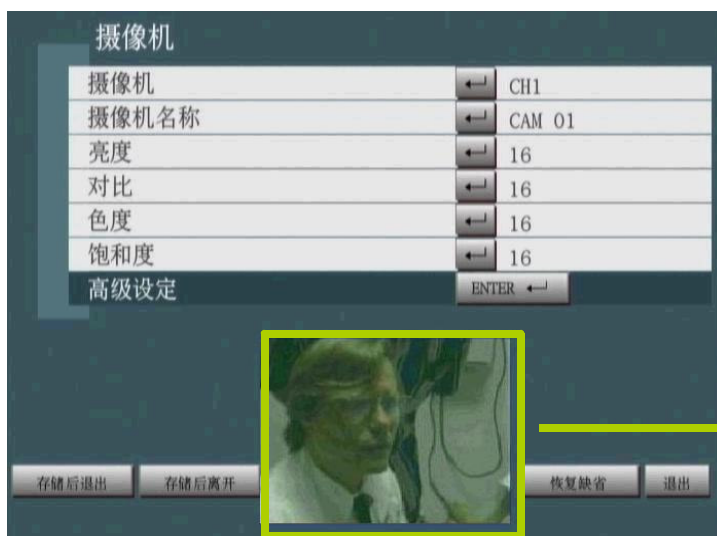 摄像机
摄像机 CH1
摄像机名称 CAM 01
亮度 16
对比 16
色度 16
饱和度 16
高级设定 ENTER
存储后退出 存储后离开 恢复缺省 退出